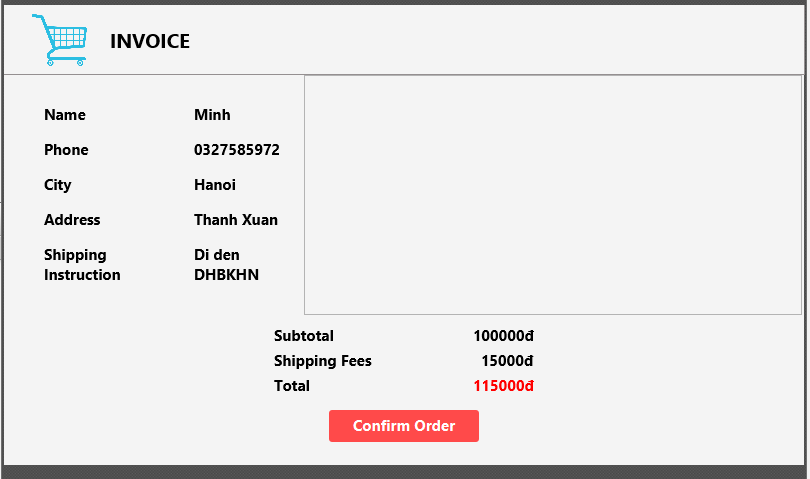 INVOICE
Name Minh
Phone 0327585972
City Hanoi
Address Thanh Xuan
Shipping Di den
Instruction DHBKHN
Subtotal 100000đ
Shipping Fees 15000đ
Total 115000đ
Confirm Order